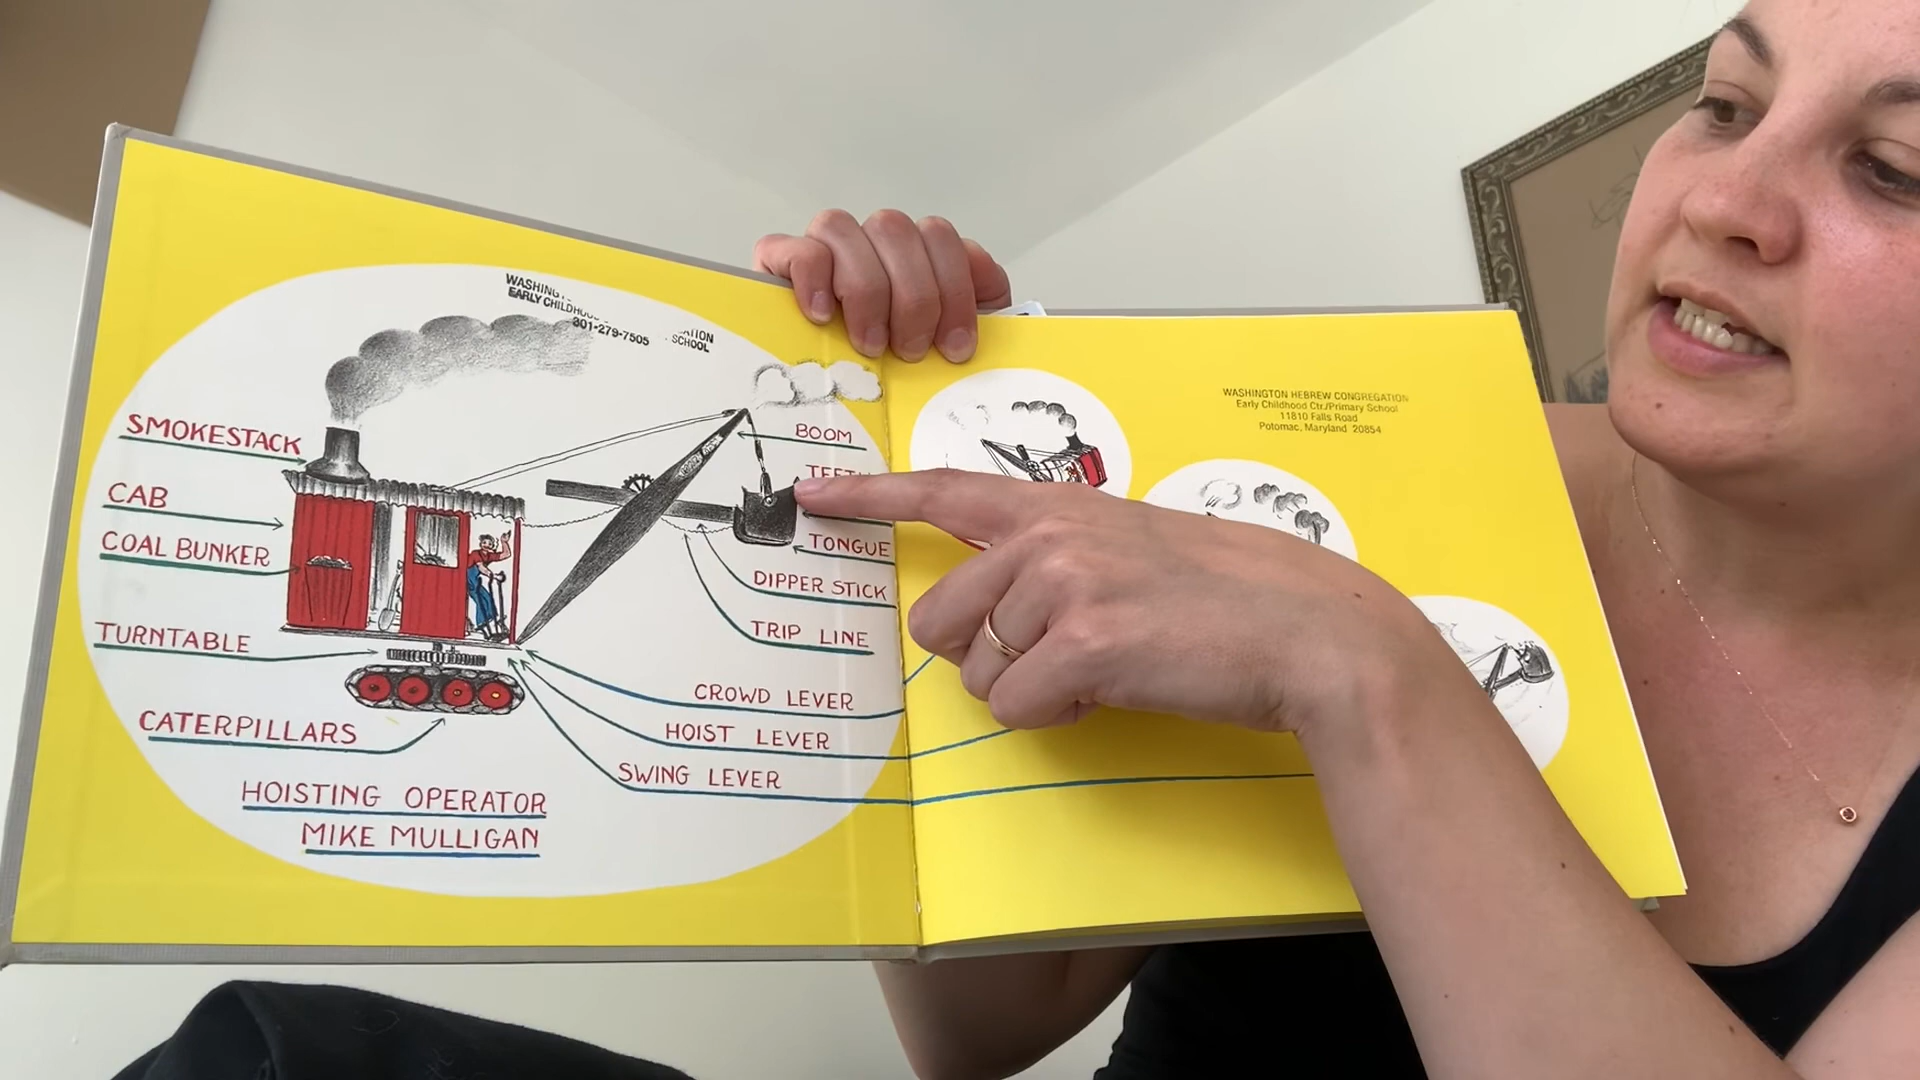 WASHING
EARLY CHILDHOOD
301-279-7505
SCHOOL
SMOKESTACK
CAB
COAL BUNKER
TURNTABLE
CATERPILLARS
HOISTING OPERATOR
MIKE MULLIGAN
BOOM
TEETH
TONGUE
DIPPER STICK
TRIP LINE
CROWD LEVER
HOIST LEVER
SWING LEVER
WASHINGTON HEBREW CONGREGATION
Early Childhood Ctr./Primary School
11810 Falls Road
Potomac, Maryland 20854